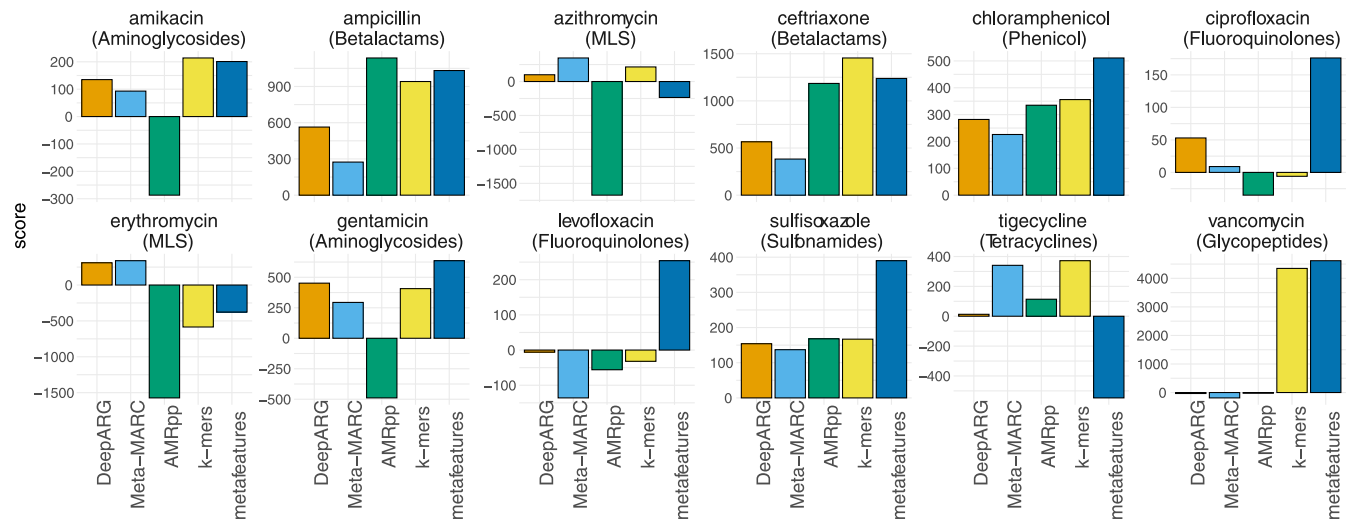 amikacin
(Aminoglycosides)
200
100
0
−100
−200
−300
ampicillin
(Betalactams)
900
600
300
0
azithromycin
(MLS)
0
−500
−1000
−1500
ceftriaxone
(Betalactams)
1500
1000
500
0
chloramphenicol
(Phenicol)
500
400
300
200
100
0
ciprofloxacin
(Fluoroquinolones)
150
100
50
0
score
erythromycin
(MLS)
0
−500
−1000
−1500
gentamicin
(Aminoglycosides)
500
250
0
−250
−500
levofloxacin
(Fluoroquinolones)
200
100
0
−100
sulfisoxazole
(Sulfonamides)
400
300
200
100
0
tigecycline
(Tetracyclines)
400
200
0
−200
−400
vancomycin
(Glycopeptides)
4000
3000
2000
1000
0
DeepARG
Meta−MARC
AMRpp
k−mers
metafeatures
DeepARG
Meta−MARC
AMRpp
k−mers
metafeatures
DeepARG
Meta−MARC
AMRpp
k−mers
metafeatures
DeepARG
Meta−MARC
AMRpp
k−mers
metafeatures
DeepARG
Meta−MARC
AMRpp
k−mers
metafeatures
DeepARG
Meta−MARC
AMRpp
k−mers
metafeatures